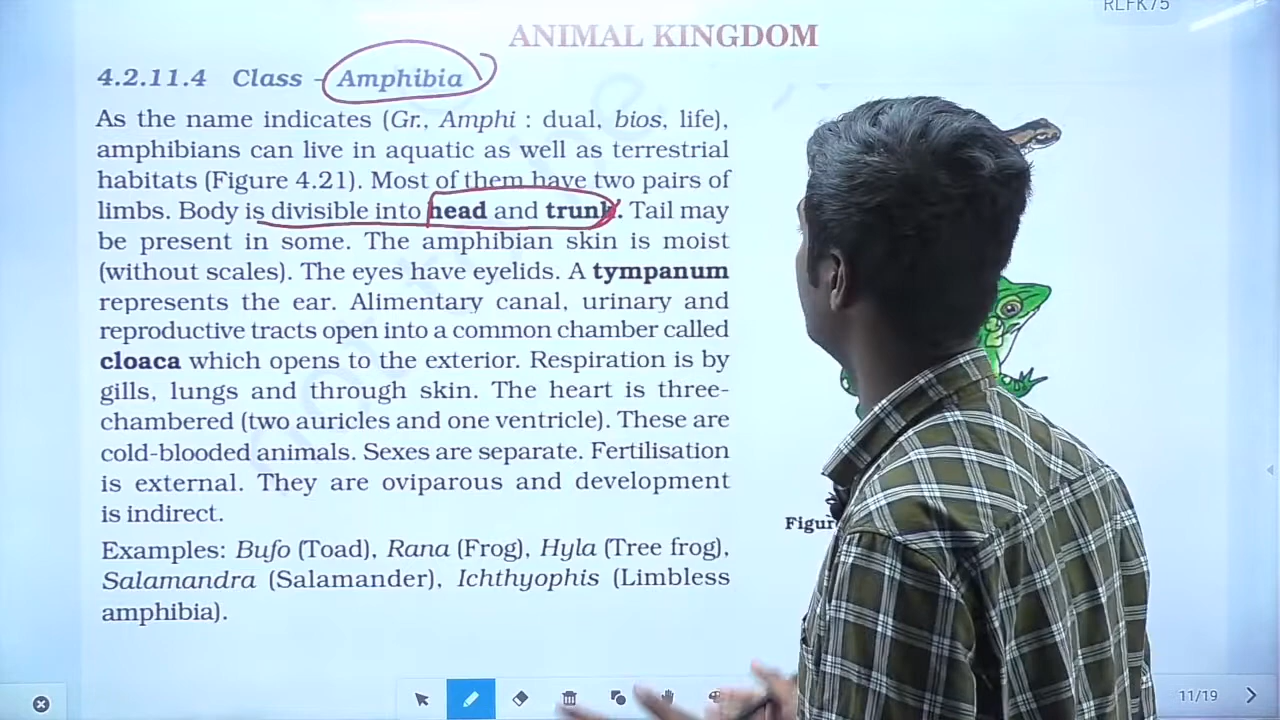 RLFK75
ANIMAL KINGDOM
4.2.11.4 Class – Amphibia
As the name indicates (Gr., Amphi : dual, bios, life),
amphibians can live in aquatic as well as terrestrial
habitats (Figure 4.21). Most of them have two pairs of
limbs. Body is divisible into head and trunk. Tail may
be present in some. The amphibian skin is moist
(without scales). The eyes have eyelids. A tympanum
represents the ear. Alimentary canal, urinary and
reproductive tracts open into a common chamber called
cloaca which opens to the exterior. Respiration is by
gills, lungs and through skin. The heart is three-
chambered (two auricles and one ventricle). These are
cold-blooded animals. Sexes are separate. Fertilisation
is external. They are oviparous and development
is indirect.
Examples: Bufo (Toad), Rana (Frog), Hyla (Tree frog),
Salamandra (Salamander), Ichthyophis (Limbless
amphibia).
11/19